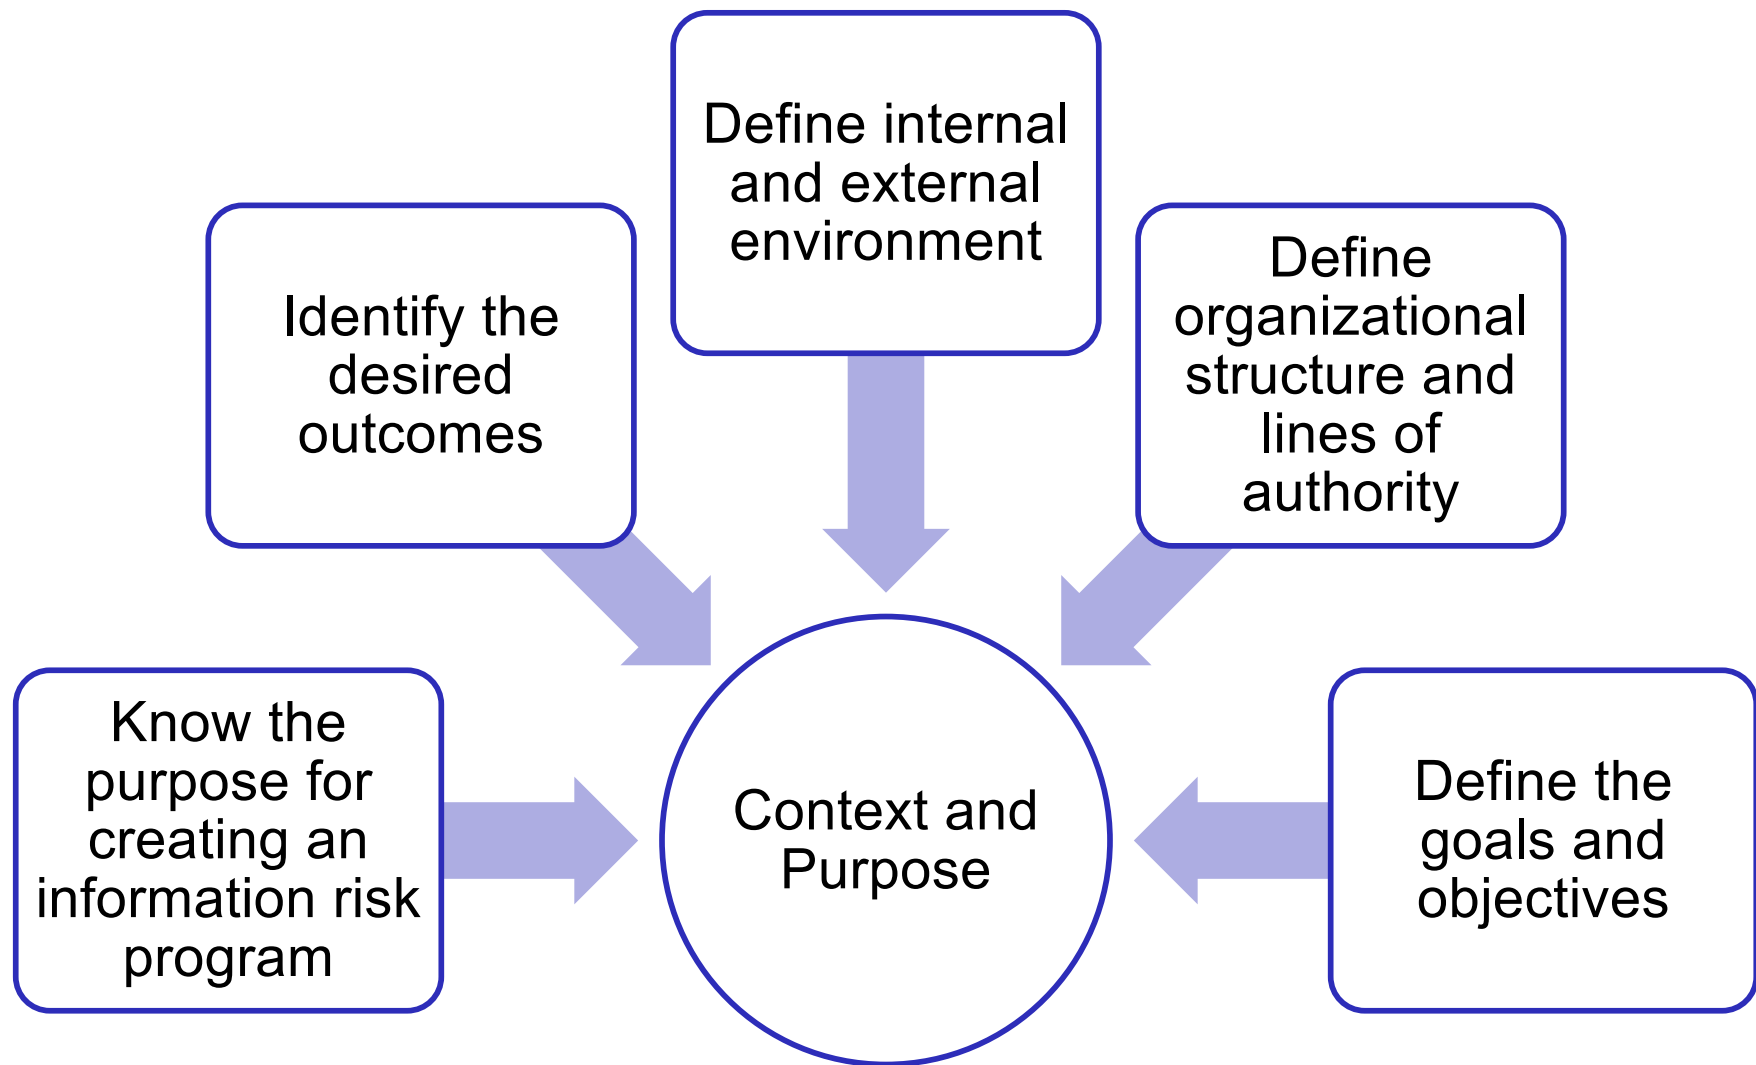 Define internal
and external
environment
Identify the
desired
outcomes
Define
organizational
structure and
lines of
authority
Know the
purpose for
creating an
information risk
program
Context and
Purpose
Define the
goals and
objectives